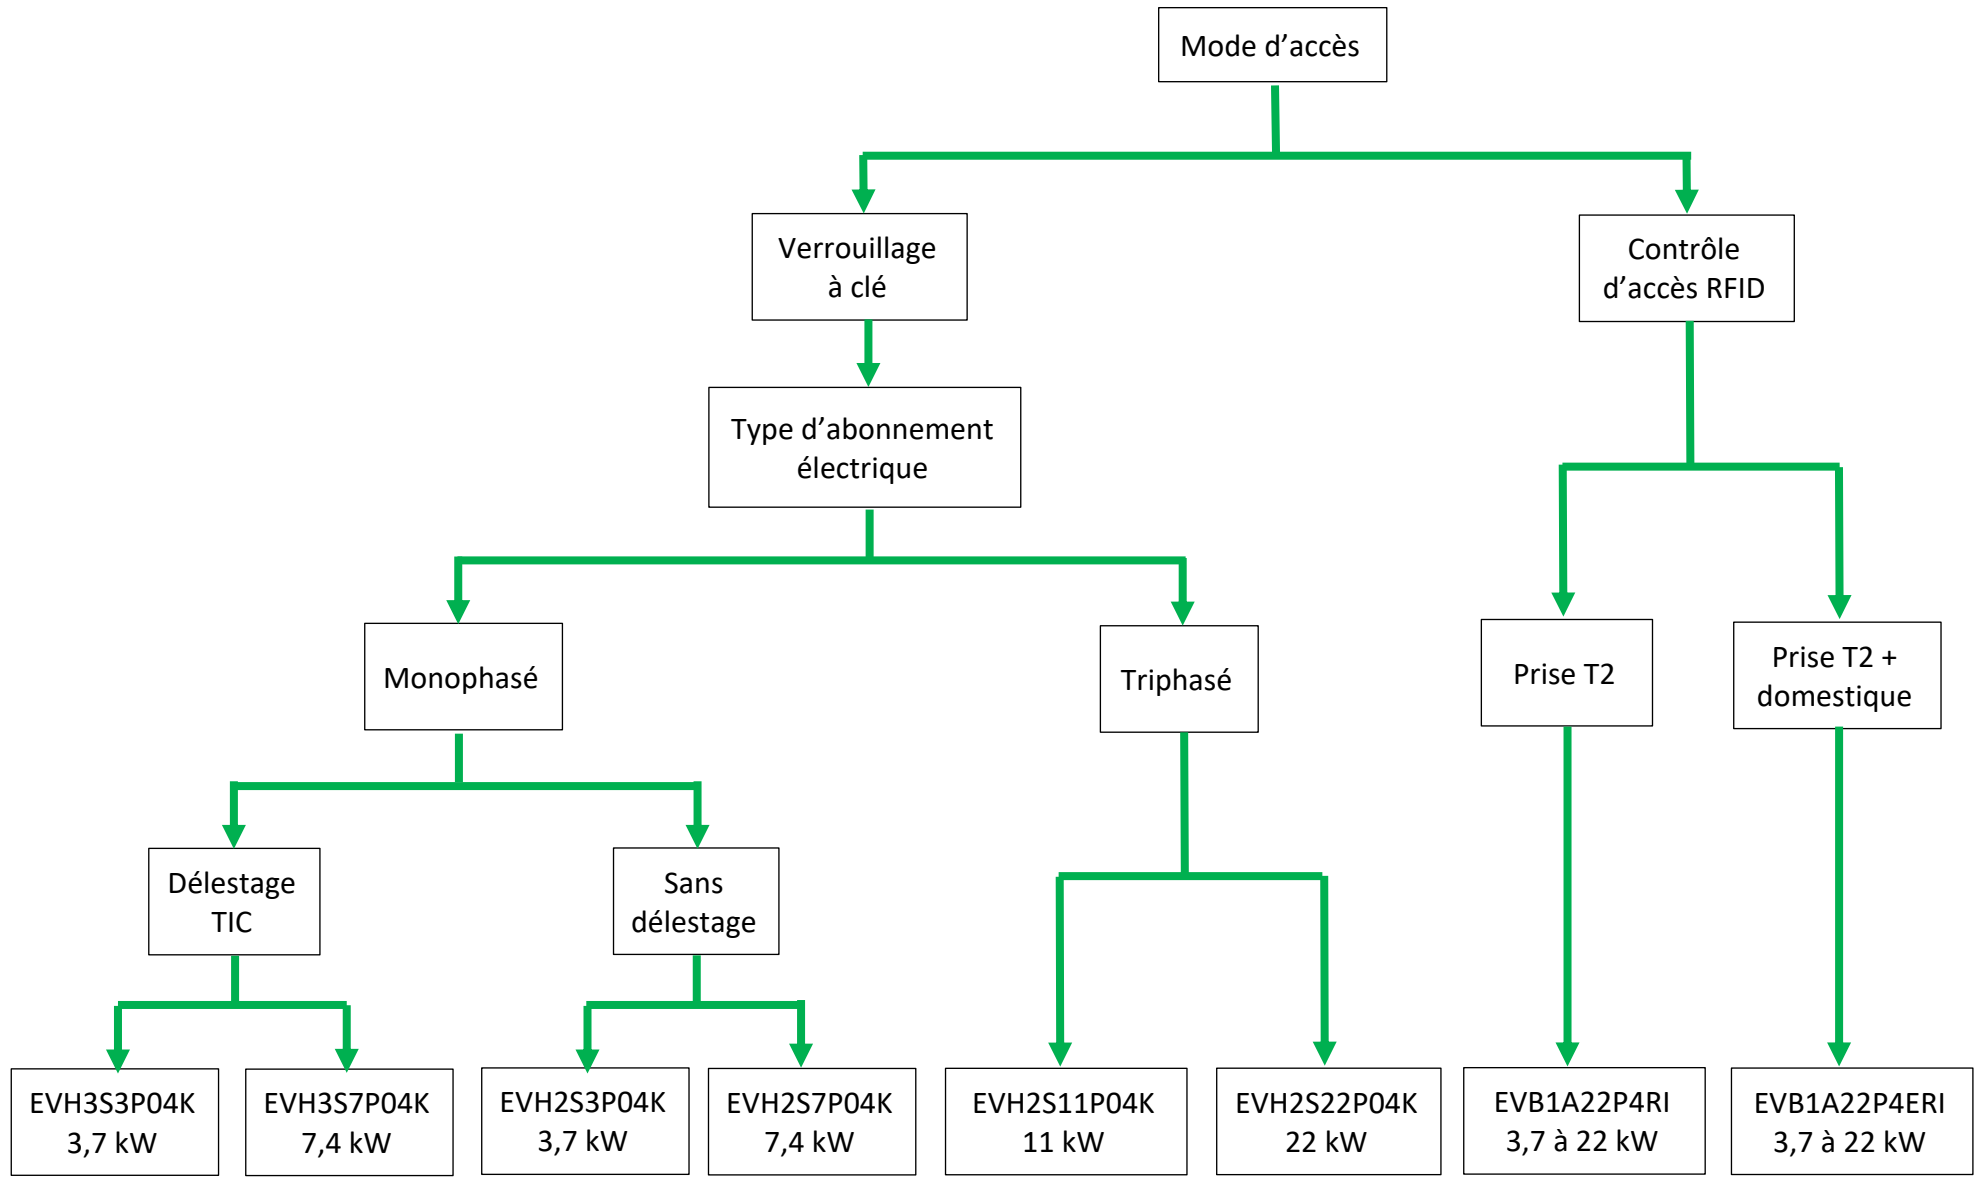 Mode d’accès
Verrouillage
à clé
Contrôle
d’accès RFID
Type d’abonnement
électrique
Monophasé
Triphasé
Prise T2
Prise T2 +
domestique
Délestage
TIC
Sans
délestage
EVH3S3P04K
3,7 kW
EVH3S7P04K
7,4 kW
EVH2S3P04K
3,7 kW
EVH2S7P04K
7,4 kW
EVH2S11P04K
11 kW
EVH2S22P04K
22 kW
EVB1A22P4RI
3,7 à 22 kW
EVB1A22P4ERI
3,7 à 22 kW